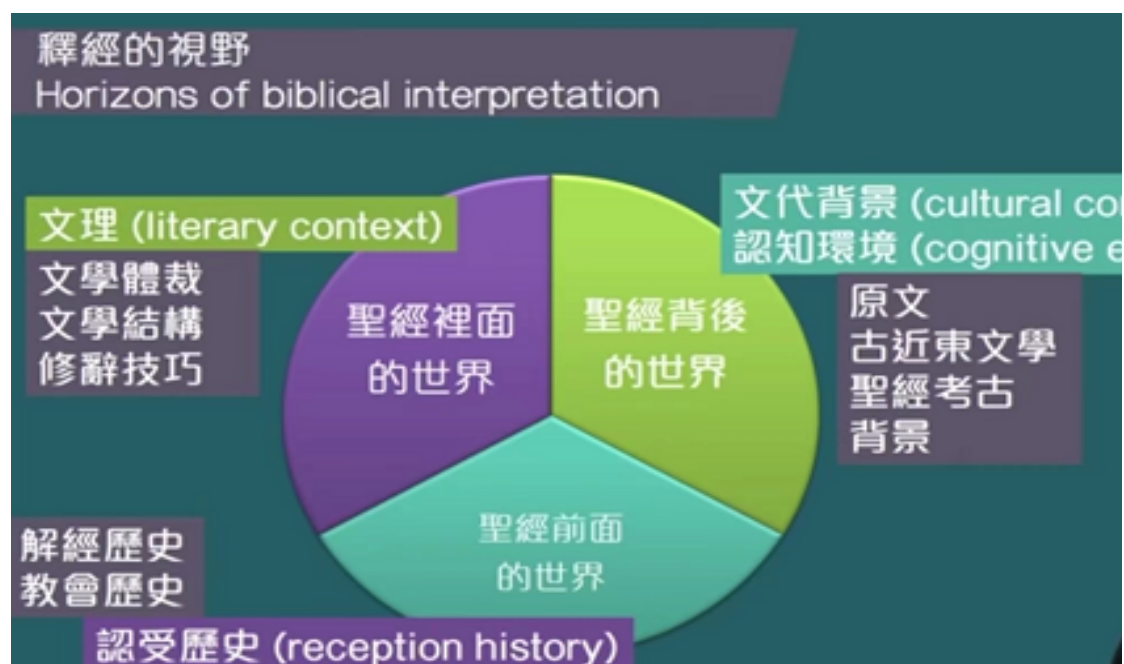 釋經的視野
Horizons of biblical interpretation
文理 (literary context)
文學體裁
文學結構
修辭技巧
聖經裡面
的世界
聖經背後
的世界
文代背景 (cultural co
認知環境 (cognitive e
原文
古近東文學
聖經考古
背景
聖經前面
的世界
解經歷史
教會歷史
認受歷史 (reception history)